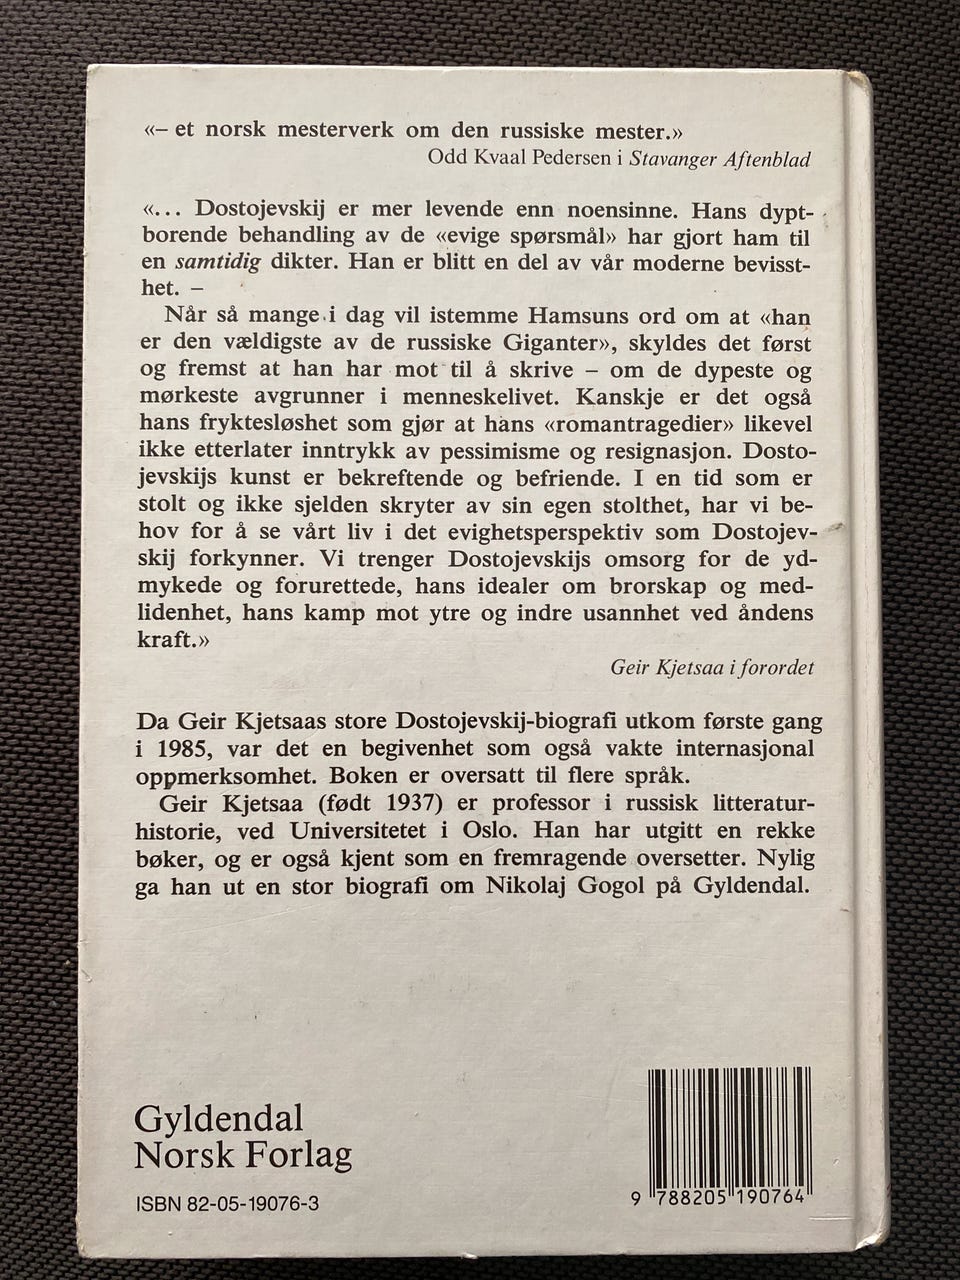 «– et norsk mesterverk om den russiske mester.»
Odd Kvaal Pedersen i Stavanger Aftenblad
«... Dostojevskij er mer levende enn noensinne. Hans dypt-
borende behandling av de «evige spørsmål» har gjort ham til
en samtidig dikter. Han er blitt en del av vår moderne bevisst-
het. –
Når så mange i dag vil istemme Hamsuns ord om at «han
er den vældigste av de russiske Giganter», skyldes det først
og fremst at han har mot til å skrive – om de dypeste og
mørkeste avgrunner i menneskelivet. Kanskje er det også
hans fryktesløshet som gjør at hans «romantragedier» likevel
ikke etterlater inntrykk av pessimisme og resignasjon. Dosto-
jevskijs kunst er bekreftende og befriende. I en tid som er
stolt og ikke sjelden skryter av sin egen stolthet, har vi be-
hov for å se vårt liv i det evighetsperspektiv som Dostojev-
skij forkynner. Vi trenger Dostojevskijs omsorg for de yd-
mykede og forurettede, hans idealer om brorskap og med-
lidenhet, hans kamp mot ytre og indre usannhet ved åndens
kraft.»
Geir Kjetsaa i forordet
Da Geir Kjetsaas store Dostojevskij-biografi utkom første gang
i 1985, var det en begivenhet som også vakte internasjonal
oppmerksomhet. Boken er oversatt til flere språk.
Geir Kjetsaa (født 1937) er professor i russisk litteratur-
historie, ved Universitetet i Oslo. Han har utgitt en rekke
bøker, og er også kjent som en fremragende oversetter. Nylig
ga han ut en stor biografi om Nikolaj Gogol på Gyldendal.
Gyldendal
Norsk Forlag
ISBN 82-05-19076-3
9 788205 190764